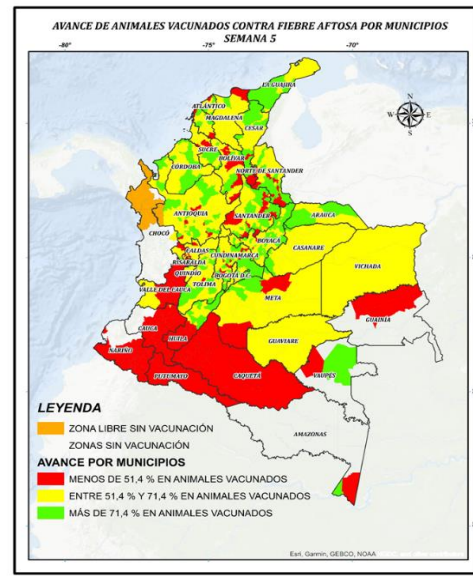 AVANCE DE ANIMALES VACUNADOS CONTRA FIEBRE AFTOSA POR MUNICIPIOS
SEMANA 5
-80°
-75°
-70°
N
W
E
S
LA GUAJIRA
ATLÁNTICO
MAGDALENA
CESAR
SUCRE
BOLÍVAR
CÓRDOBA
NORTE DE SANTANDER
ANTIOQUIA
SANTANDER
ARAUCA
CHOCÓ
BOYACÁ
CALDAS
CASANARE
RISARALDA
CUNDINAMARCA
VICHADA
QUINDÍO
BOGOTÁ D.C.
TOLIMA
VALLE DEL CAUCA
META
GUAINÍA
CAUCA
HUILA
GUAVIARE
NARIÑO
VAUPÉS
PUTUMAYO
CAQUETÁ
AMAZONAS
LEYENDA
ZONA LIBRE SIN VACUNACIÓN
ZONAS SIN VACUNACIÓN
AVANCE POR MUNICIPIOS
MENOS DE 51,4 % EN ANIMALES VACUNADOS
ENTRE 51,4 % Y 71,4 % EN ANIMALES VACUNADOS
MÁS DE 71,4 % EN ANIMALES VACUNADOS
Esri, Garmin, GEBCO, NOAA